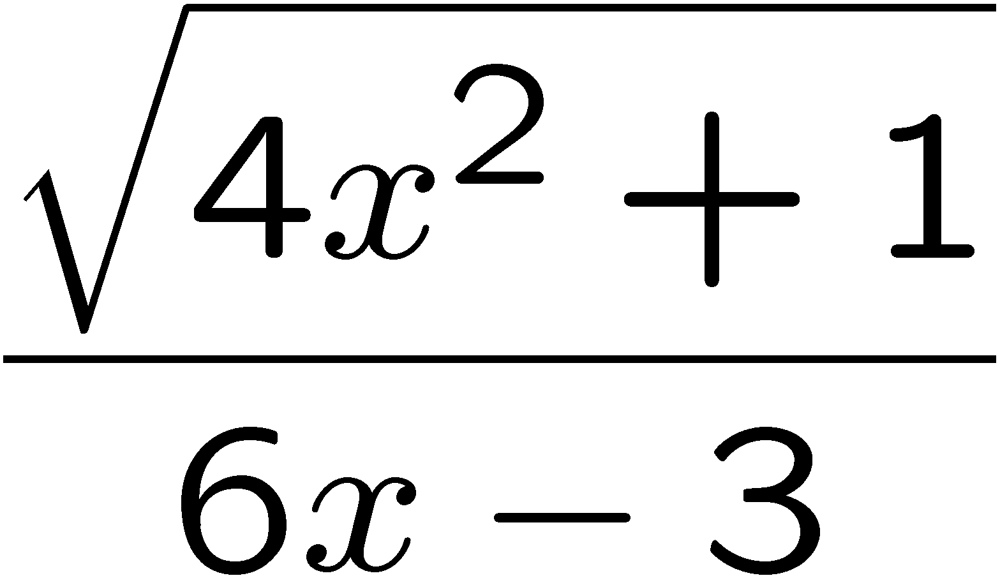 √4x² + 1
6x − 3